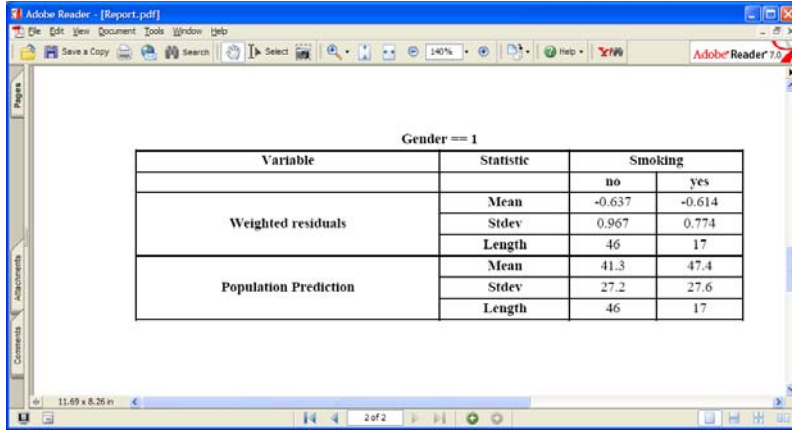 Adobe Reader - [Report.pdf]
File Edit View Document Tools Window Help
Save a Copy Search Select 140% Help Adobe Reader 7.0
Pages
Gender == 1
Variable Statistic Smoking
no yes
Weighted residuals Mean -0.637 -0.614
Stdev 0.967 0.774
Length 46 17
Population Prediction Mean 41.3 47.4
Stdev 27.2 27.6
Length 46 17
Attachments
Comments
11.69 x 8.26 in
2 of 2